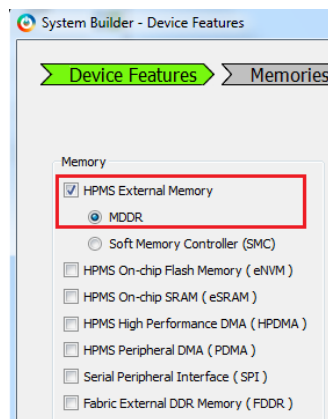 System Builder - Device Features
Device Features
Memories
Memory
HPMS External Memory
MDDR
Soft Memory Controller (SMC)
HPMS On-chip Flash Memory ( eNVM )
HPMS On-chip SRAM ( eSRAM )
HPMS High Performance DMA ( HPDMA )
HPMS Peripheral DMA ( PDMA )
Serial Peripheral Interface ( SPI )
Fabric External DDR Memory ( FDDR )